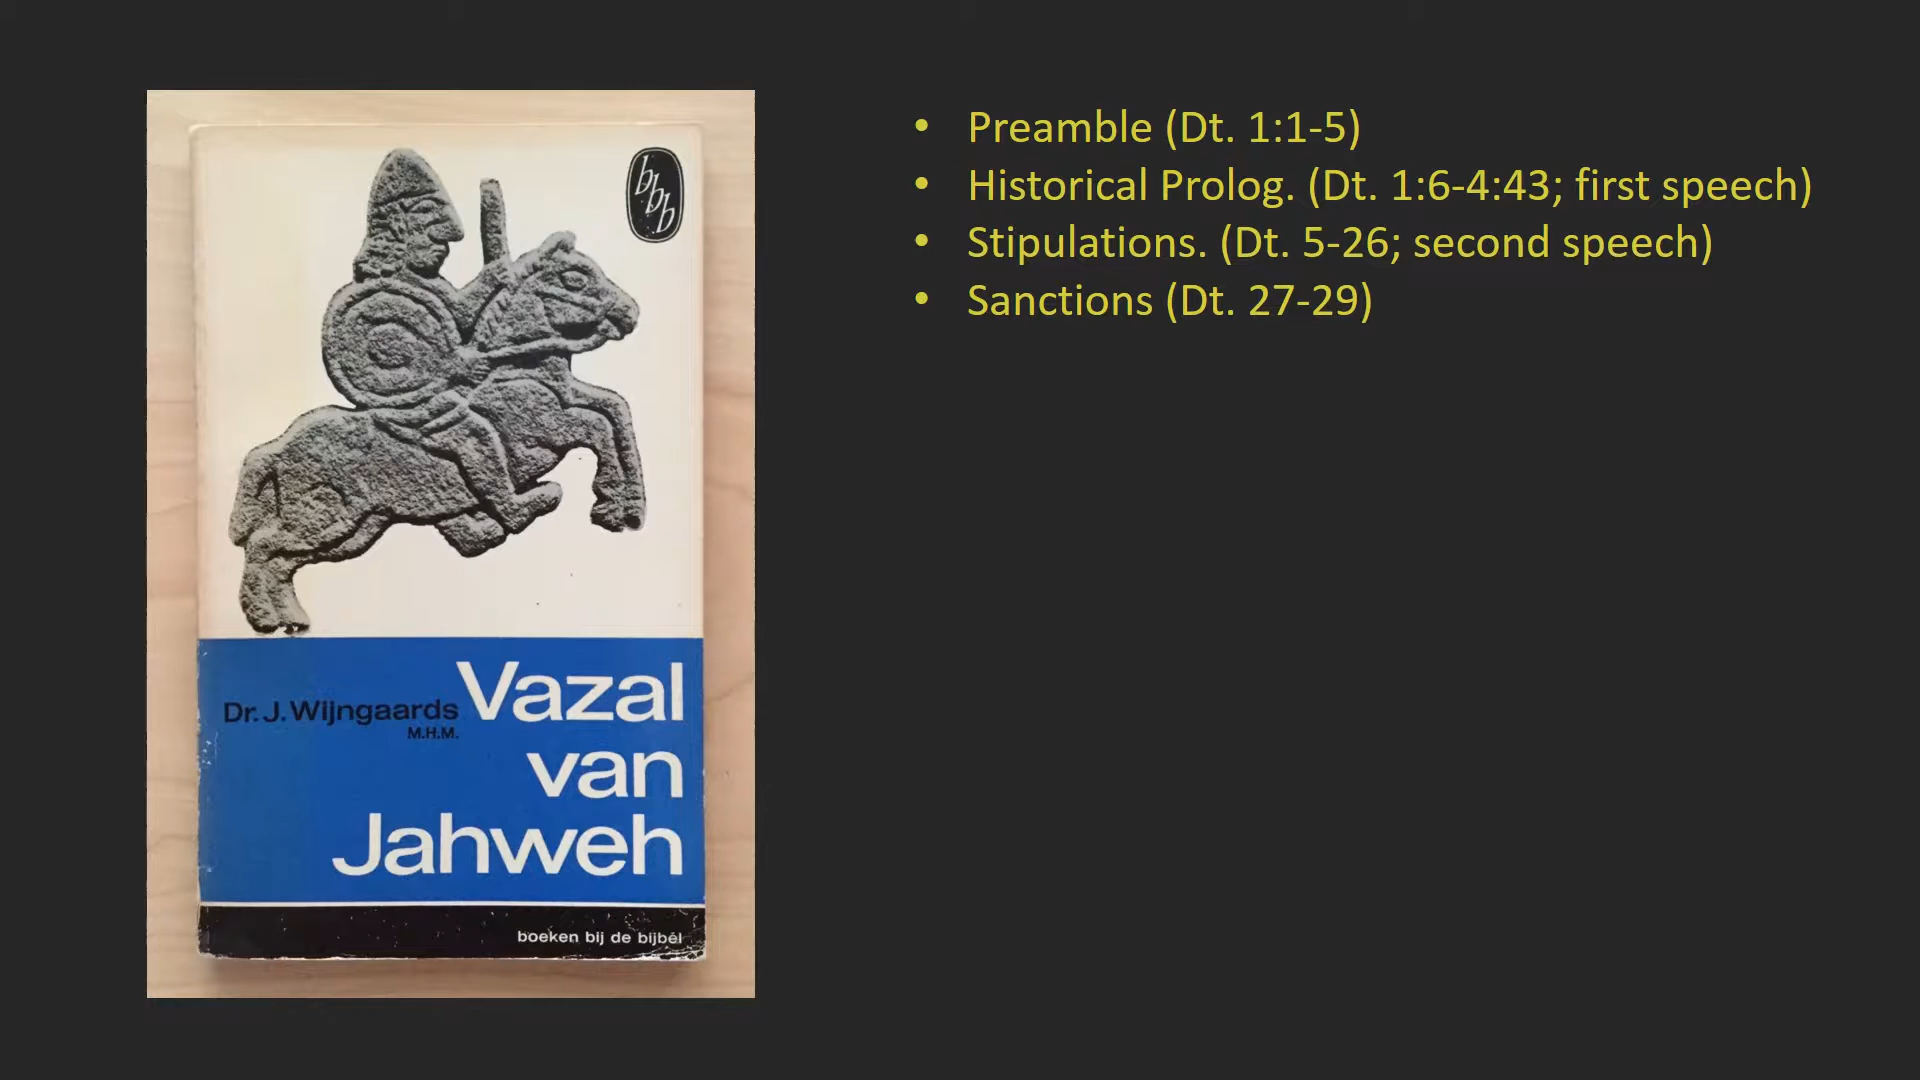 bbb
Dr. J. Wijngaards
M.H.M.
Vazal
van
Jahweh
boeken bij de bijbel
• Preamble (Dt. 1:1-5)
• Historical Prolog. (Dt. 1:6-4:43; first speech)
• Stipulations. (Dt. 5-26; second speech)
• Sanctions (Dt. 27-29)